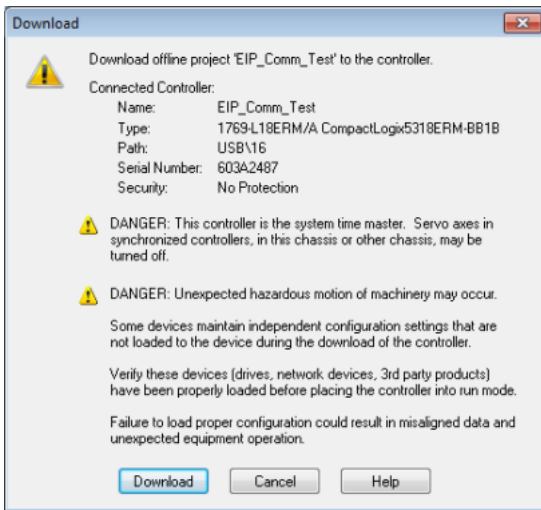 Download
Download offline project 'EIP_Comm_Test' to the controller.
Connected Controller:
Name: EIP_Comm_Test
Type: 1769-L18ERM/A CompactLogix5318ERM-BB1B
Path: USB\16
Serial Number: 603A2487
Security: No Protection
DANGER: This controller is the system time master. Servo axes in
synchronized controllers, in this chassis or other chassis, may be
turned off.
DANGER: Unexpected hazardous motion of machinery may occur.
Some devices maintain independent configuration settings that are
not loaded to the device during the download of the controller.
Verify these devices (drives, network devices, 3rd party products)
have been properly loaded before placing the controller into run mode.
Failure to load proper configuration could result in misaligned data and
unexpected equipment operation.
Download Cancel Help